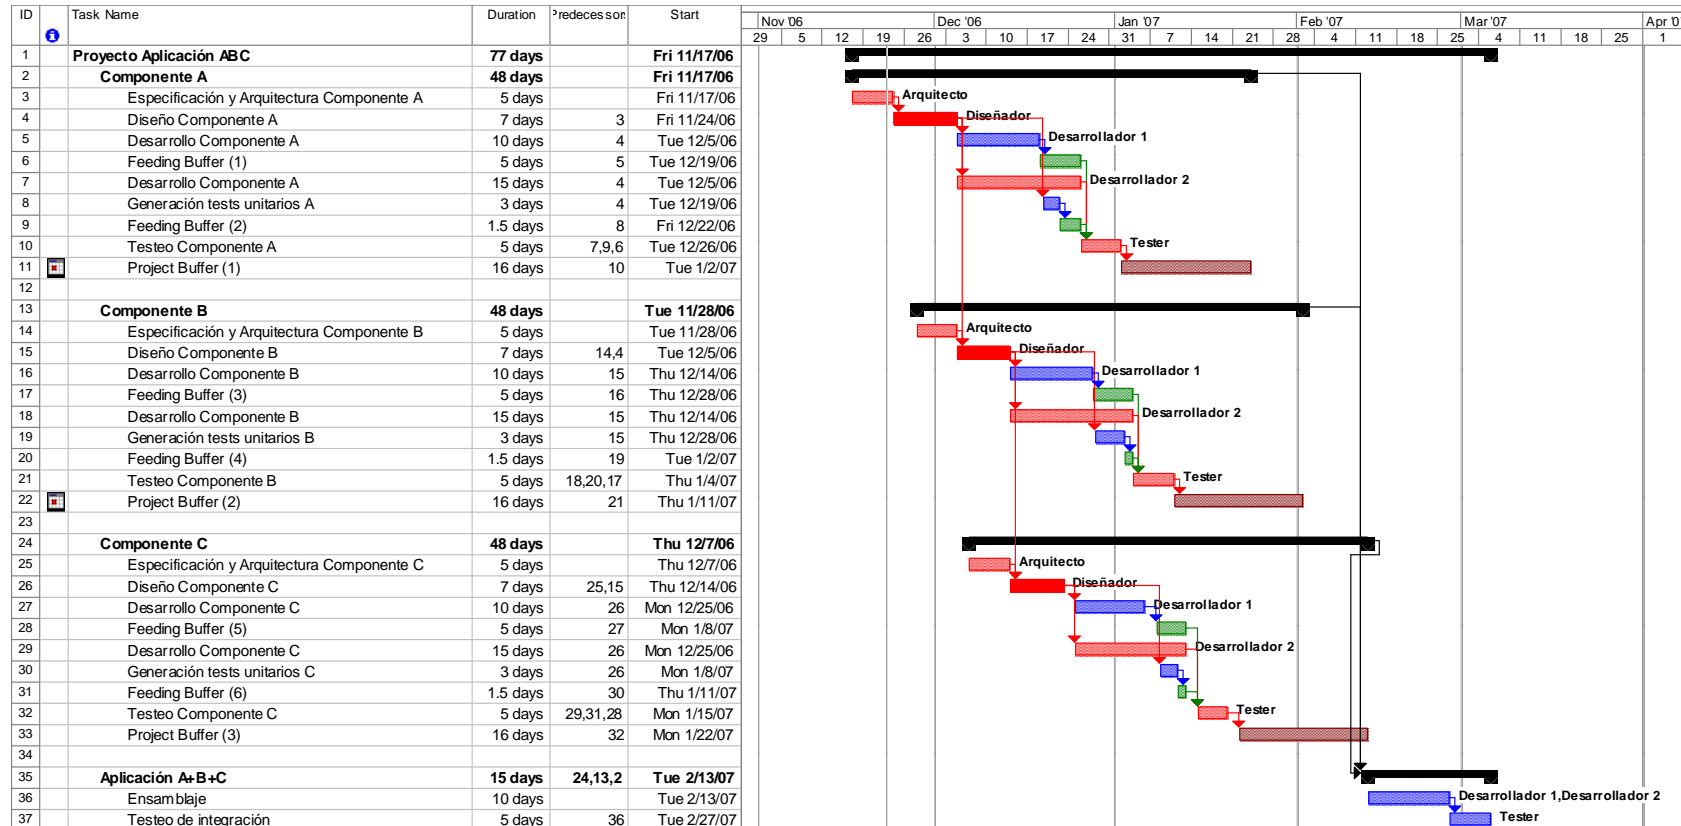 ID Task Name Duration Predecessors Start Nov '06 Dec '06 Jan '07 Feb '07 Mar '07 Apr '0
29 5 12 19 26 3 10 17 24 31 7 14 21 28 4 11 18 25 4 11 18 25 1
1 Proyecto Aplicación ABC 77 days Fri 11/17/06
2 Componente A 48 days Fri 11/17/06
3 Especificación y Arquitectura Componente A 5 days Fri 11/17/06 Arquitecto
4 Diseño Componente A 7 days 3 Fri 11/24/06 Diseñador
5 Desarrollo Componente A 10 days 4 Tue 12/5/06 Desarrollador 1
6 Feeding Buffer (1) 5 days 5 Tue 12/19/06
7 Desarrollo Componente A 15 days 4 Tue 12/5/06 Desarrollador 2
8 Generación tests unitarios A 3 days 4 Tue 12/19/06
9 Feeding Buffer (2) 1.5 days 8 Fri 12/22/06
10 Testeo Componente A 5 days 7,9,6 Tue 12/26/06 Tester
11 Project Buffer (1) 16 days 10 Tue 1/2/07
12
13 Componente B 48 days Tue 11/28/06
14 Especificación y Arquitectura Componente B 5 days Tue 11/28/06 Arquitecto
15 Diseño Componente B 7 days 14,4 Tue 12/5/06 Diseñador
16 Desarrollo Componente B 10 days 15 Thu 12/14/06 Desarrollador 1
17 Feeding Buffer (3) 5 days 16 Thu 12/28/06
18 Desarrollo Componente B 15 days 15 Thu 12/14/06 Desarrollador 2
19 Generación tests unitarios B 3 days 15 Thu 12/28/06
20 Feeding Buffer (4) 1.5 days 19 Tue 1/2/07
21 Testeo Componente B 5 days 18,20,17 Thu 1/4/07 Tester
22 Project Buffer (2) 16 days 21 Thu 1/11/07
23
24 Componente C 48 days Thu 12/7/06
25 Especificación y Arquitectura Componente C 5 days Thu 12/7/06 Arquitecto
26 Diseño Componente C 7 days 25,15 Thu 12/14/06 Diseñador
27 Desarrollo Componente C 10 days 26 Mon 12/25/06 Desarrollador 1
28 Feeding Buffer (5) 5 days 27 Mon 1/8/07
29 Desarrollo Componente C 15 days 26 Mon 12/25/06 Desarrollador 2
30 Generación tests unitarios C 3 days 26 Mon 1/8/07
31 Feeding Buffer (6) 1.5 days 30 Thu 1/11/07
32 Testeo Componente C 5 days 29,31,28 Mon 1/15/07 Tester
33 Project Buffer (3) 16 days 32 Mon 1/22/07
34
35 Aplicación A+B+C 15 days 24,13,2 Tue 2/13/07
36 Ensamblaje 10 days Tue 2/13/07 Desarrollador 1,Desarrollador 2
37 Testeo de integración 5 days 36 Tue 2/27/07 Tester